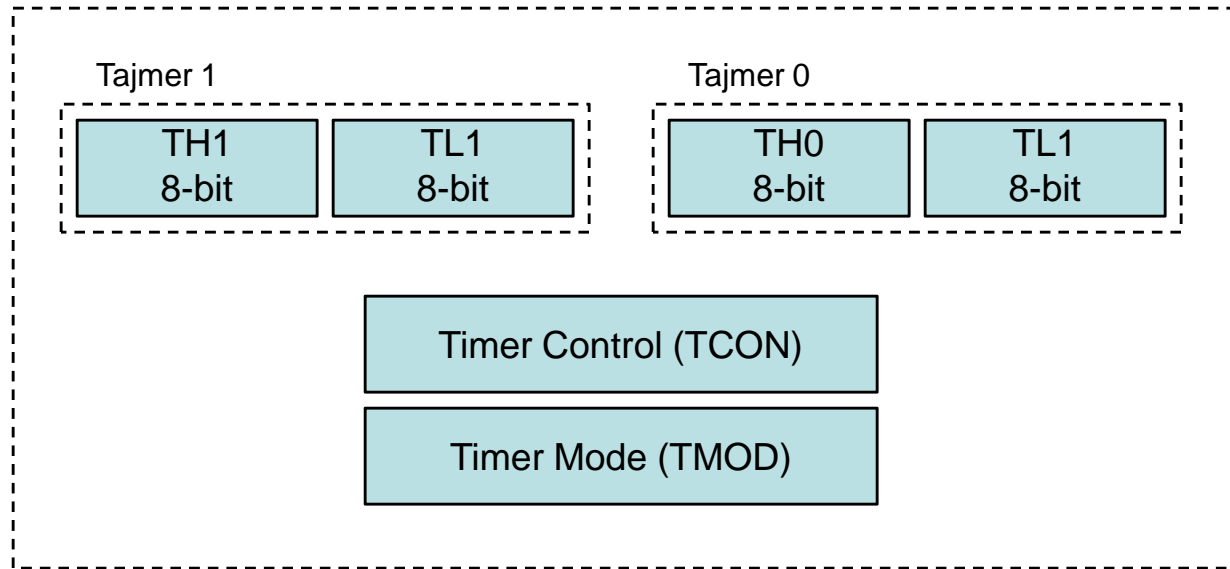 Tajmer 1
Tajmer 0
TH1
8-bit
TL1
8-bit
TH0
8-bit
TL1
8-bit
Timer Control (TCON)
Timer Mode (TMOD)